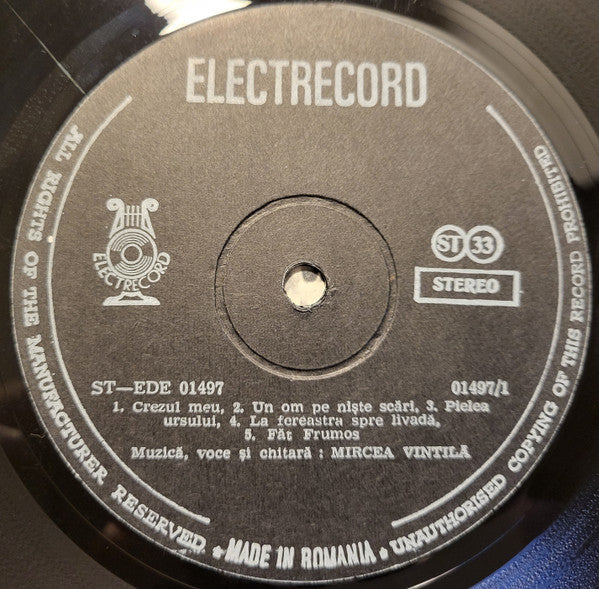 ELECTRECORD
ELECTRECORD
ST 33
STEREO
ST—EDE 01497
01497/1
1. Crezul meu, 2. Un om pe niște scări, 3. Pielea
ursului, 4. La fereastra spre livadă,
5. Făt Frumos
Muzică, voce și chitară : MIRCEA VINTILĂ
ALL RIGHTS OF THE MANUFACTURER RESERVED ★ MADE IN ROMANIA ★ UNAUTHORISED COPYING OF THIS RECORD PROHIBITED